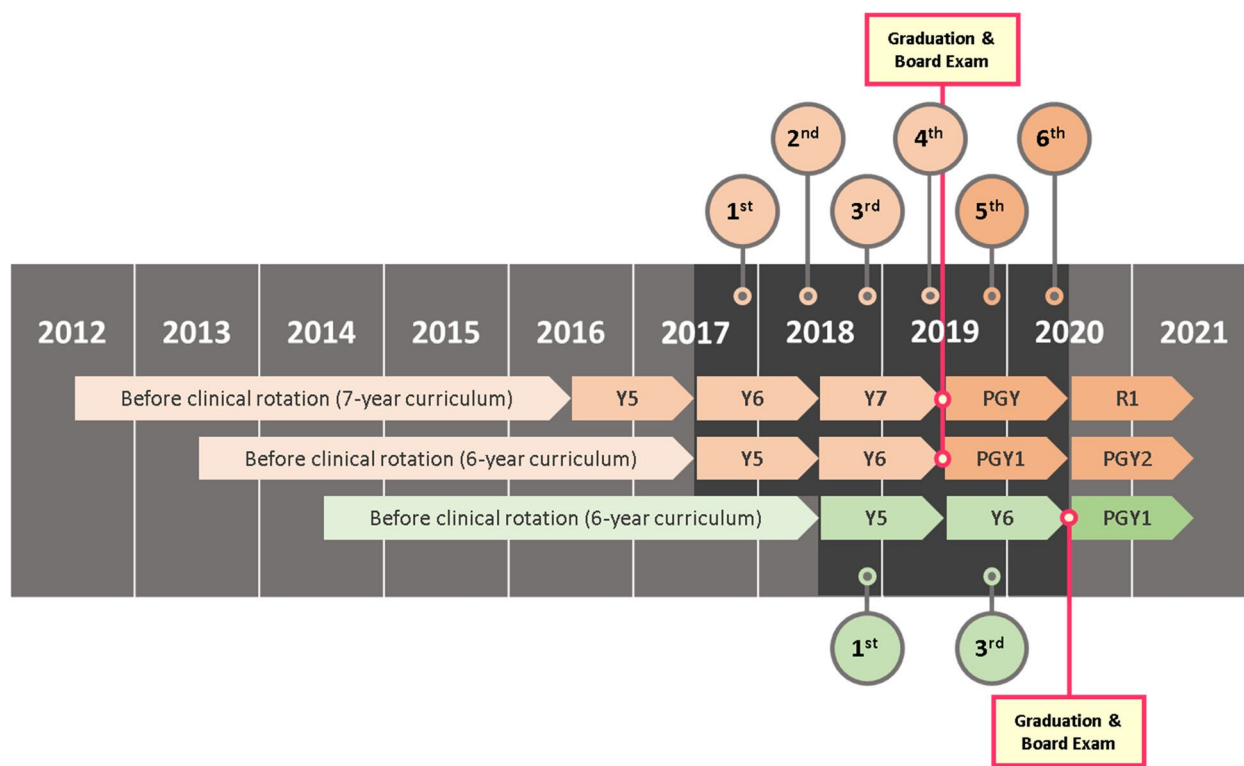 Graduation &
Board Exam
2nd
4th
6th
1st
3rd
5th
2012 2013 2014 2015 2016 2017 2018 2019 2020 2021
Before clinical rotation (7-year curriculum) Y5 Y6 Y7 PGY R1
Before clinical rotation (6-year curriculum) Y5 Y6 PGY1 PGY2
Before clinical rotation (6-year curriculum) Y5 Y6 PGY1
1st
3rd
Graduation &
Board Exam